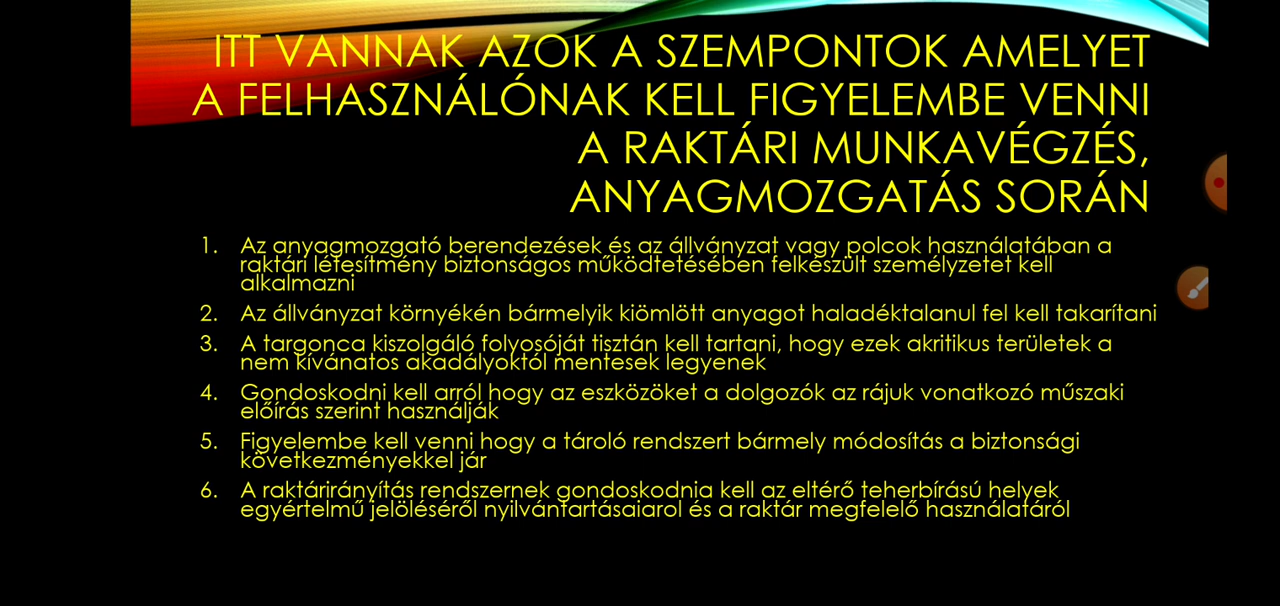 ITT VANNAK AZOK A SZEMPONTOK AMELYET
A FELHASZNÁLÓNAK KELL FIGYELEMBE VENNI
A RAKTÁRI MUNKAVÉGZÉS,
ANYAGMOZGATÁS SORÁN
1. Az anyagmozgató berendezések és az állványzat vagy polcok használatában a
raktári létesítmény biztonságos működtetésében felkészült személyzetet kell
alkalmazni
2. Az állványzat környékén bármelyik kiömlött anyagot haladéktalanul fel kell takarítani
3. A targonca kiszolgáló folyosóját tisztán kell tartani, hogy ezek akritikus területek a
nem kívánatos akadályoktól mentesek legyenek
4. Gondoskodni kell arról hogy az eszközöket a dolgozók az rájuk vonatkozó műszaki
előírás szerint használják
5. Figyelembe kell venni hogy a tároló rendszert bármely módosítás a biztonsági
következményekkel jár
6. A raktárirányítás rendszernek gondoskodnia kell az eltérő teherbírású helyek
egyértelmű jelöléséről nyilvántartásaiarol és a raktár megfelelő használatáról